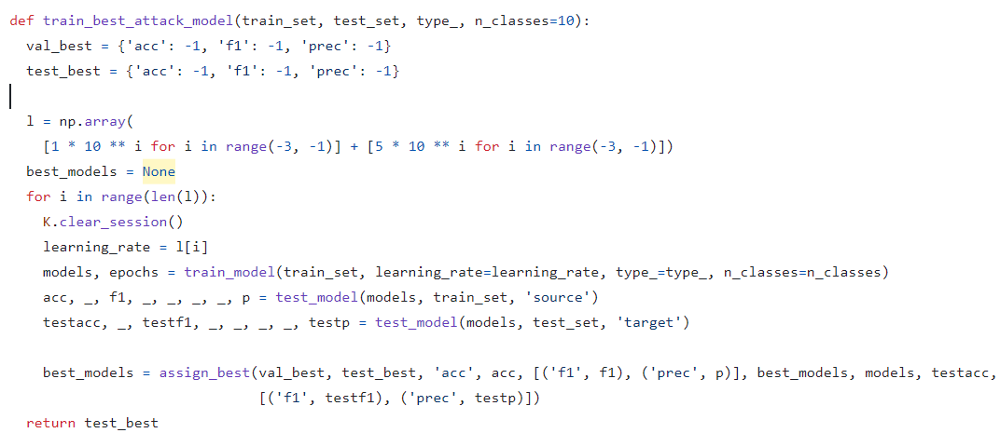 def train_best_attack_model(train_set, test_set, type_, n_classes=10):
  val_best = {'acc': -1, 'f1': -1, 'prec': -1}
  test_best = {'acc': -1, 'f1': -1, 'prec': -1}
  l = np.array(
    [1 * 10 ** i for i in range(-3, -1)] + [5 * 10 ** i for i in range(-3, -1)])
  best_models = None
  for i in range(len(l)):
    K.clear_session()
    learning_rate = l[i]
    models, epochs = train_model(train_set, learning_rate=learning_rate, type_=type_, n_classes=n_classes)
    acc, _, f1, _, _, _, _, p = test_model(models, train_set, 'source')
    testacc, _, testf1, _, _, _, _, testp = test_model(models, test_set, 'target')
    best_models = assign_best(val_best, test_best, 'acc', acc, [('f1', f1), ('prec', p)], best_models, models, testacc,
                              [('f1', testf1), ('prec', testp)])
  return test_best